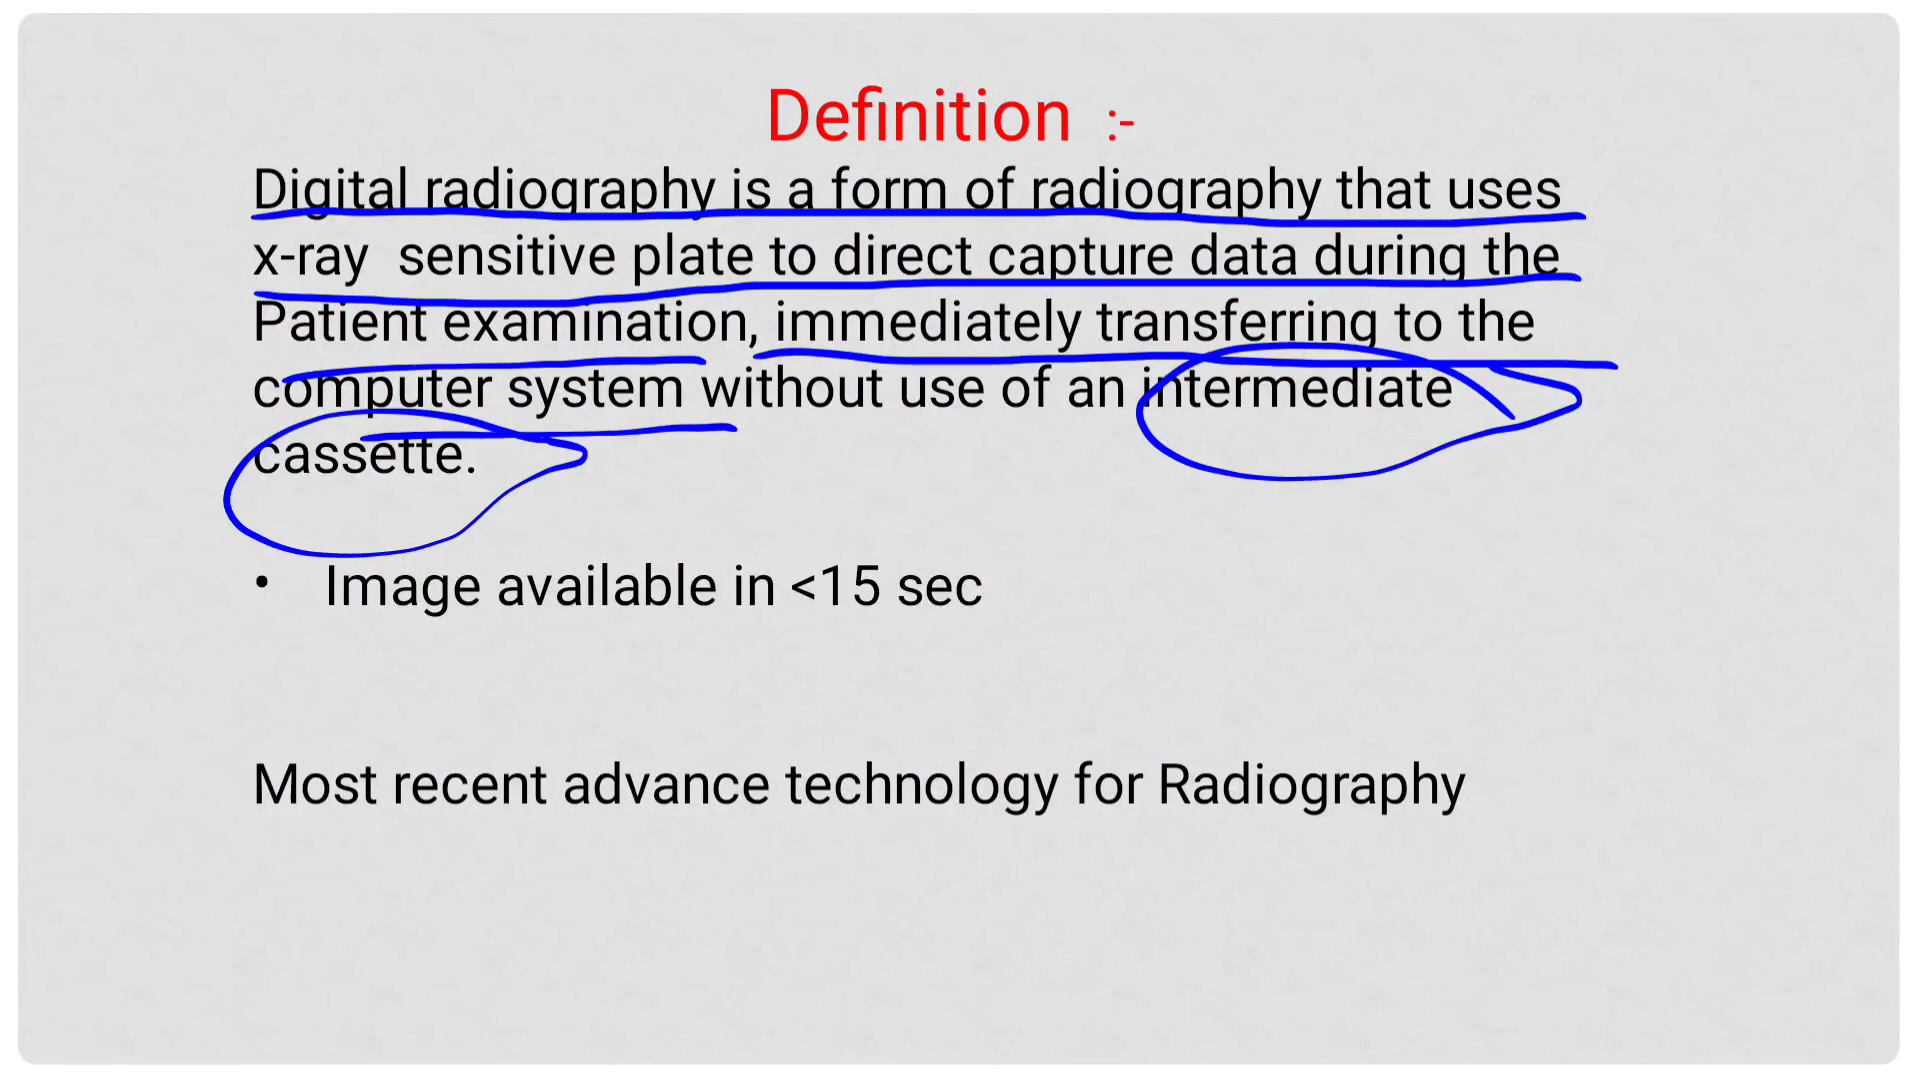 Definition :-
Digital radiography is a form of radiography that uses
x-ray sensitive plate to direct capture data during the
Patient examination, immediately transferring to the
computer system without use of an intermediate
cassette.
• Image available in <15 sec
Most recent advance technology for Radiography